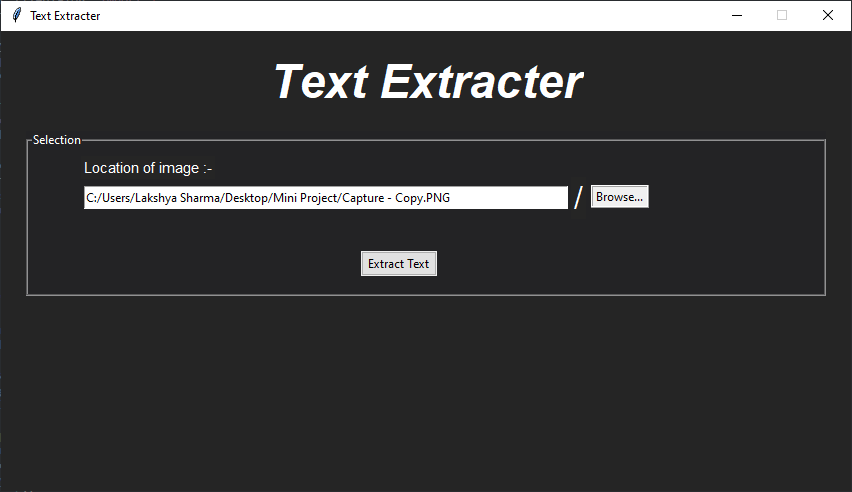 Text Extracter
Text Extracter
Selection
Location of image :-
C:/Users/Lakshya Sharma/Desktop/Mini Project/Capture - Copy.PNG / Browse...
Extract Text